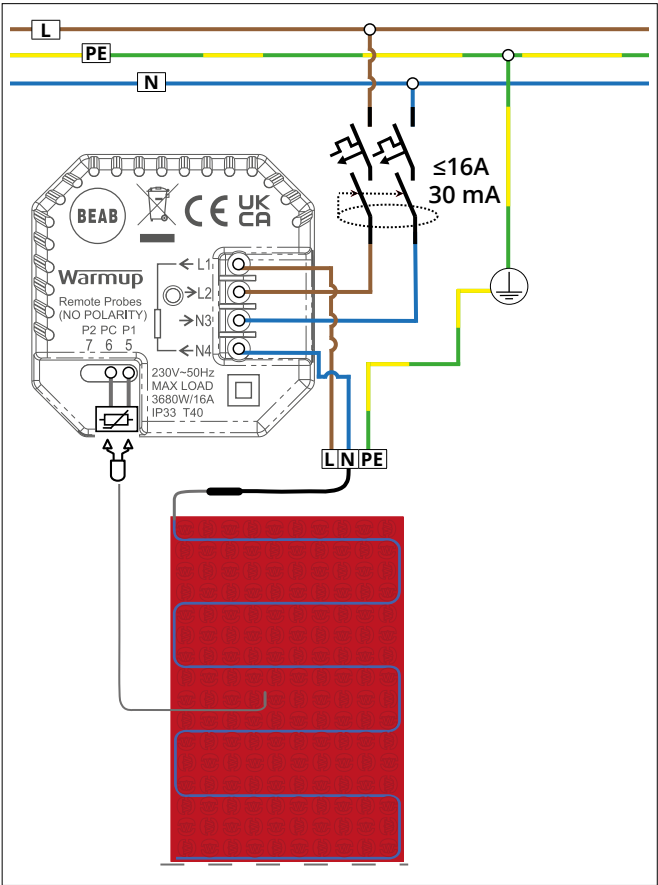 L
PE
N
≤16A
30 mA
BEAB
CE UK
CA
Warmup
Remote Probes
(NO POLARITY)
P2 PC P1
7 6 5
L1
L2
N3
N4
230V~50Hz
MAX LOAD
3680W/16A
IP33 T40
L N PE